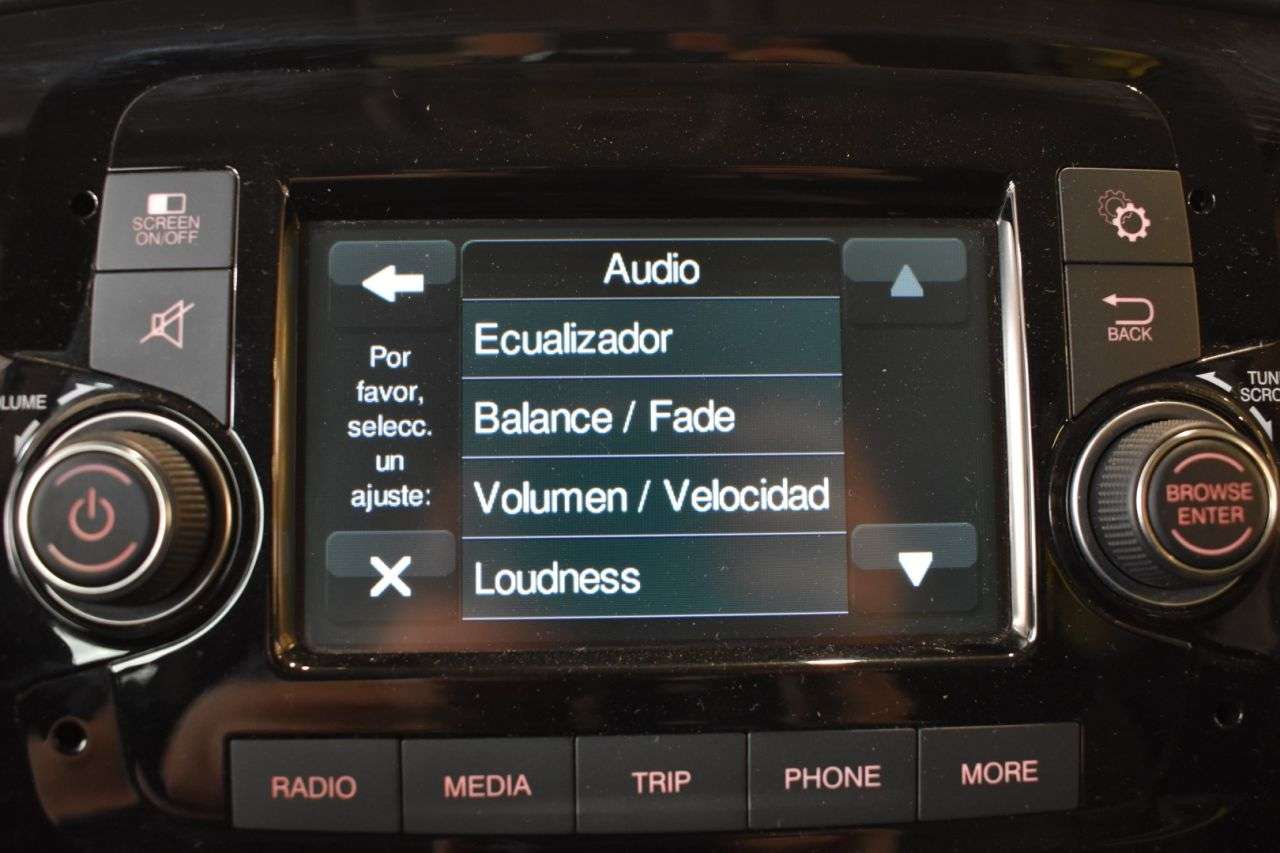 SCREEN
ON/OFF
Audio
Ecualizador
Balance / Fade
Volumen / Velocidad
Loudness
Por
favor,
selecc.
un
ajuste:
BACK
BROWSE
ENTER
RADIO
MEDIA
TRIP
PHONE
MORE